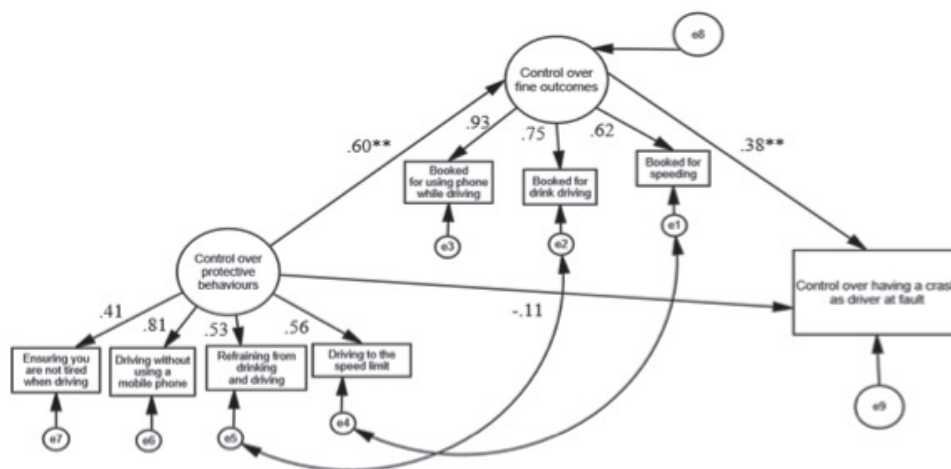 e8
Control over
fine outcomes
.60**
.93
.75
.62
.38**
Booked
for using phone
while driving
Booked for
drink driving
Booked for
speeding
e3
e2
e1
Control over
protective
behaviours
Control over having a crash
as driver at fault
-.11
.41
.81
.53
.56
Ensuring you
are not tired
when driving
Driving without
using a
mobile phone
Refraining from
drinking
and driving
Driving to the
speed limit
e7
e6
e5
e4
e9